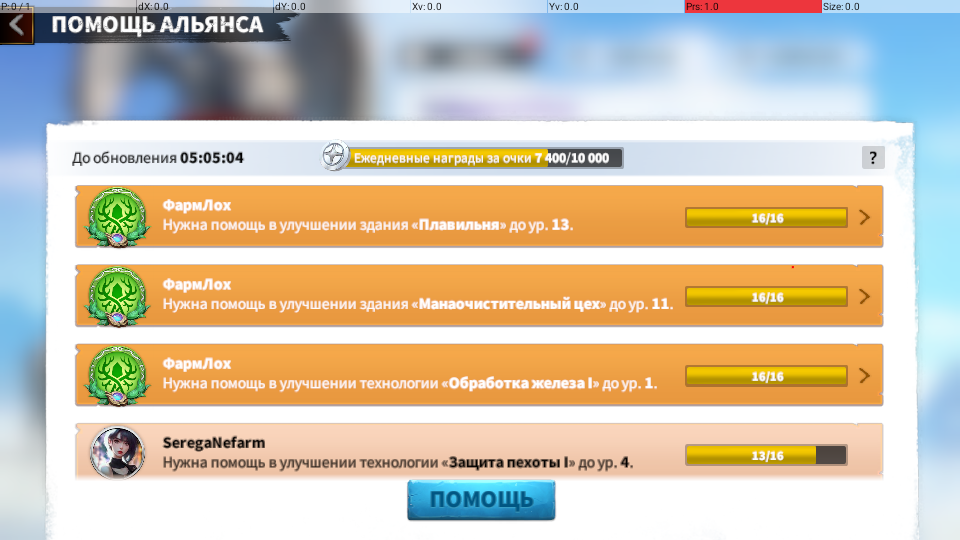 P: 0 / 1 dX: 0.0 dY: 0.0 Xv: 0.0 Yv: 0.0 Prs: 1.0 Size: 0.0
ПОМОЩЬ АЛЬЯНСА
До обновления 05:05:04 Ежедневные награды за очки 7 400/10 000 ?
ФармЛох
Нужна помощь в улучшении здания «Плавильня» до ур. 13. 16/16
ФармЛох
Нужна помощь в улучшении здания «Манаочистительный цех» до ур. 11. 16/16
ФармЛох
Нужна помощь в улучшении технологии «Обработка железа I» до ур. 1. 16/16
SeregaNefarm
Нужна помощь в улучшении технологии «Защита пехоты I» до ур. 4. 13/16
ПОМОЩЬ